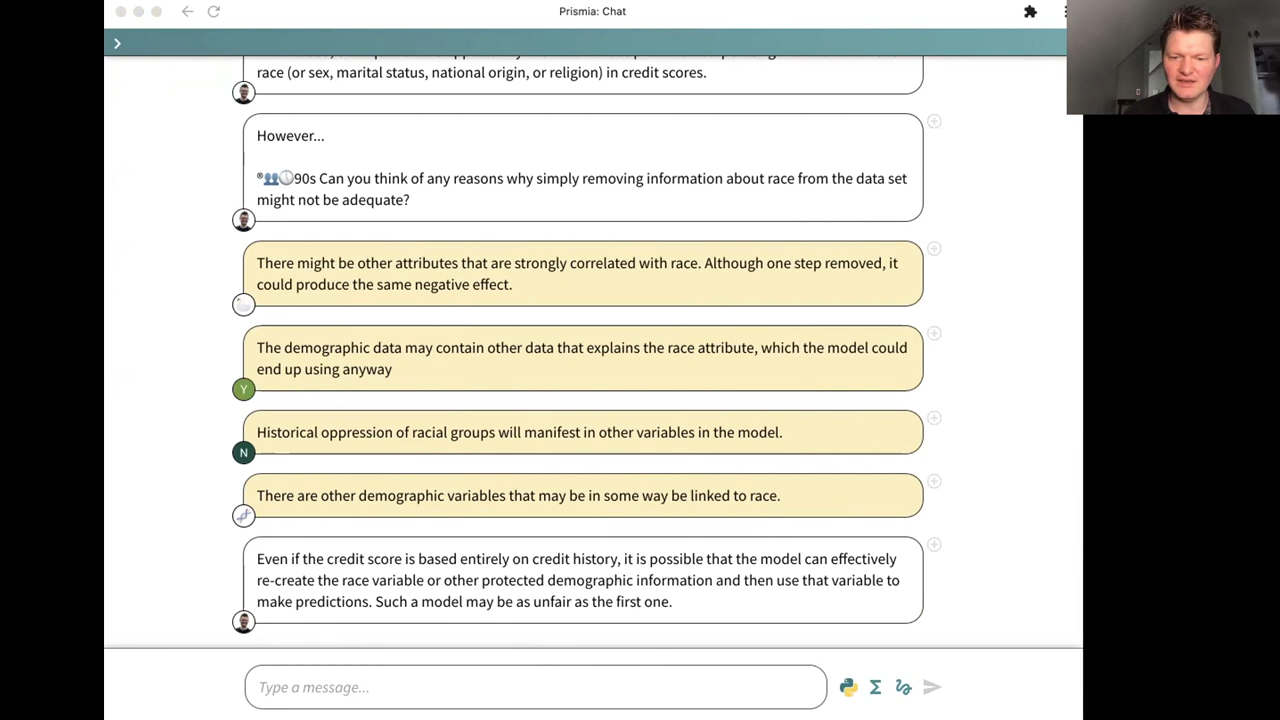 Prismia: Chat
race (or sex, marital status, national origin, or religion) in credit scores.
However...
90s Can you think of any reasons why simply removing information about race from the data set
might not be adequate?
There might be other attributes that are strongly correlated with race. Although one step removed, it
could produce the same negative effect.
The demographic data may contain other data that explains the race attribute, which the model could
end up using anyway
Y
Historical oppression of racial groups will manifest in other variables in the model.
N
There are other demographic variables that may be in some way be linked to race.
Even if the credit score is based entirely on credit history, it is possible that the model can effectively
re-create the race variable or other protected demographic information and then use that variable to
make predictions. Such a model may be as unfair as the first one.
Type a message...